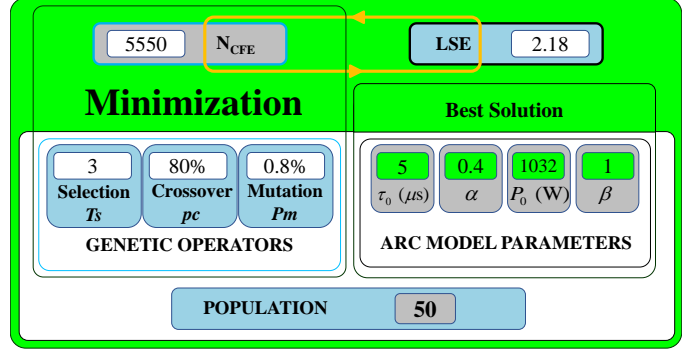 5550 N_CFE LSE 2.18
Minimization
Best Solution
3 80% 0.8% 5 0.4 1032 1
Selection Crossover Mutation τ₀ (μs) α P₀ (W) β
Ts pc Pm
GENETIC OPERATORS ARC MODEL PARAMETERS
POPULATION 50